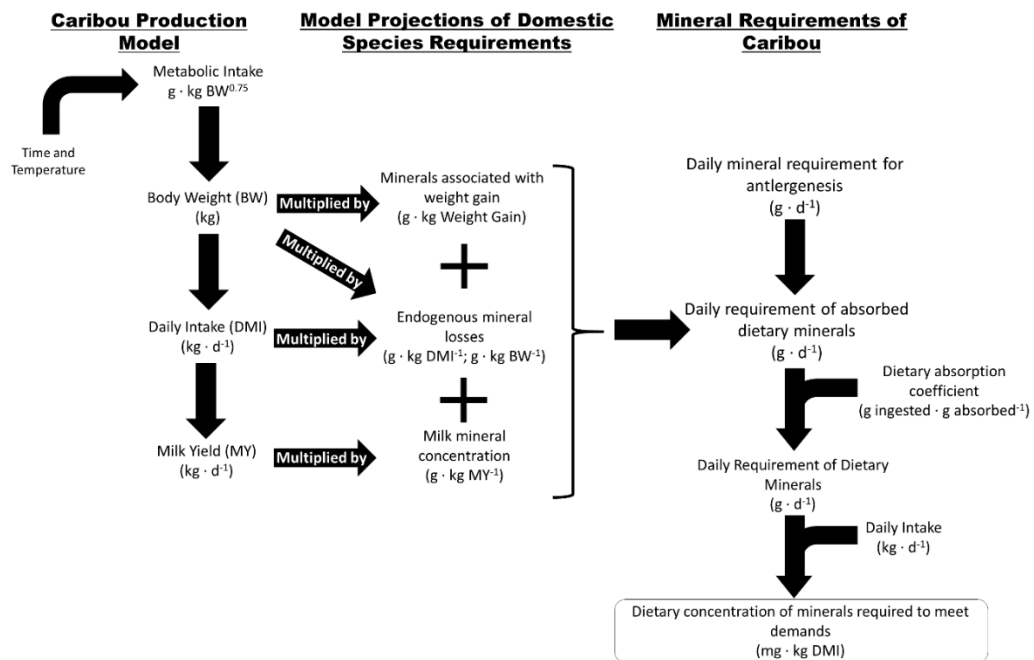 Caribou Production
Model
Model Projections of Domestic
Species Requirements
Mineral Requirements of
Caribou
Metabolic Intake
g · kg BW0.75
Time and
Temperature
Body Weight (BW)
(kg)
Multiplied by
Minerals associated with
weight gain
(g · kg Weight Gain)
Multiplied by
Daily Intake (DMI)
(kg · d-1)
Multiplied by
Endogenous mineral
losses
(g · kg DMI-1; g · kg BW-1)
Milk Yield (MY)
(kg · d-1)
Multiplied by
Milk mineral
concentration
(g · kg MY-1)
Daily mineral requirement for
antlergenesis
(g · d-1)
Daily requirement of absorbed
dietary minerals
(g · d-1)
Dietary absorption
coefficient
(g ingested · g absorbed-1)
Daily Requirement of Dietary
Minerals
(g · d-1)
Daily Intake
(kg · d-1)
Dietary concentration of minerals required to meet
demands
(mg · kg DMI)